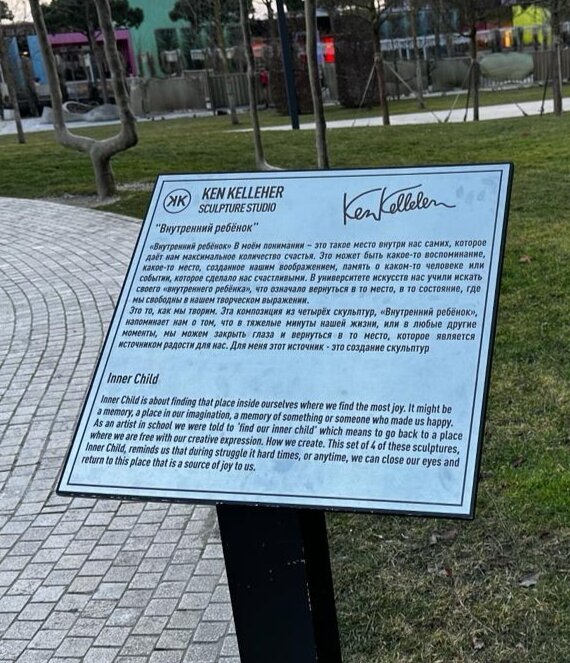 KK
KEN KELLEHER
SCULPTURE STUDIO
Ken Kelleher
"Внутренний ребёнок"
«Внутренний ребёнок» В моём понимании – это такое место внутри нас самих, которое
даёт нам максимальное количество счастья. Это может быть какое-то воспоминание,
какое-то место, созданное нашим воображением, память о каком-то человеке или
событии, которое сделало нас счастливыми. В университете искусств нас учили искать
своего «внутреннего ребёнка», что означало вернуться в то место, в то состояние, где
мы свободны в нашем творческом выражении.
Это то, как мы творим. Эта композиция из четырёх скульптур, «Внутренний ребёнок»,
напоминает нам о том, что в тяжелые минуты нашей жизни, или в любые другие
моменты, мы можем закрыть глаза и вернуться в то место, которое является
источником радости для нас. Для меня этот источник - это создание скульптур
Inner Child
Inner Child is about finding that place inside ourselves where we find the most joy. It might be
a memory, a place in our imagination, a memory of something or someone who made us happy.
As an artist in school we were told to 'find our inner child' which means to go back to a place
where we are free with our creative expression. How we create. This set of 4 of these sculptures,
Inner Child, reminds us that during struggle it hard times, or anytime, we can close our eyes and
return to this place that is a source of joy to us.